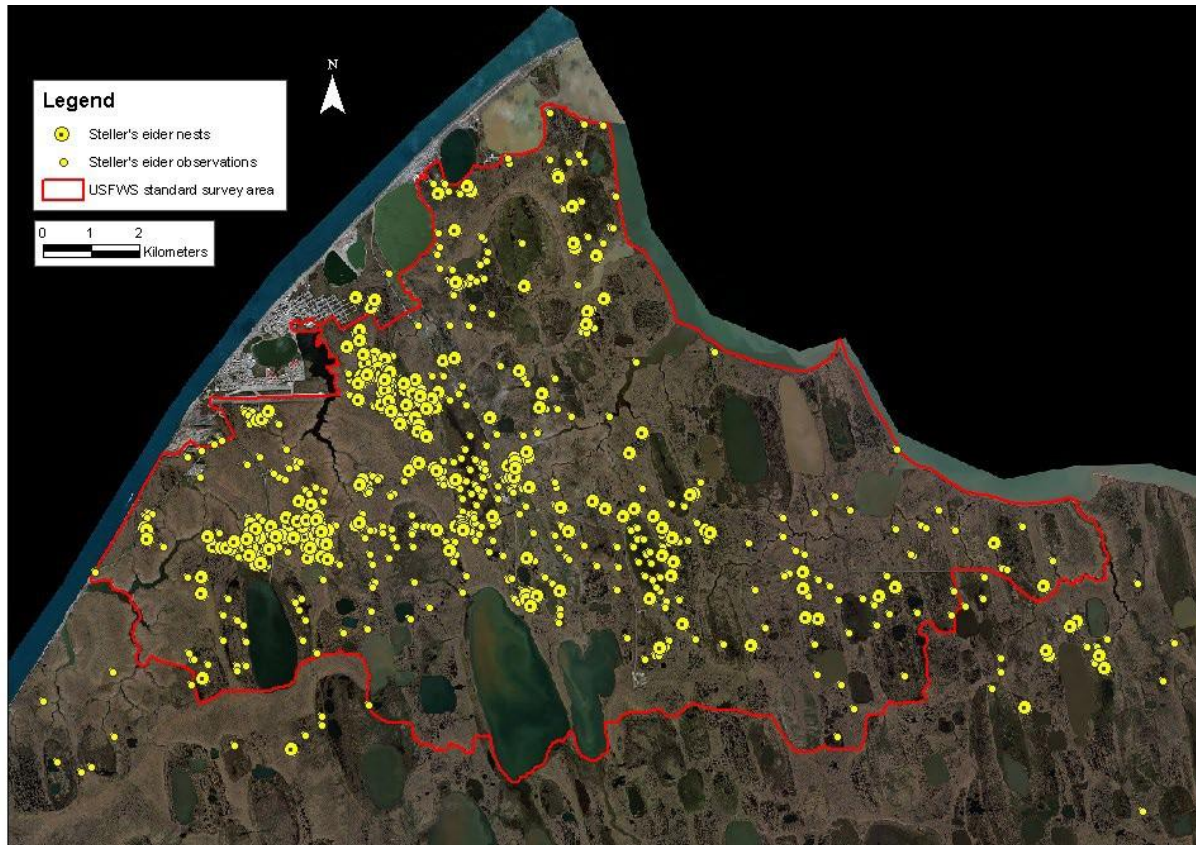 N
Legend
Steller's eider nests
Steller's eider observations
USFWS standard survey area
0 1 2
Kilometers